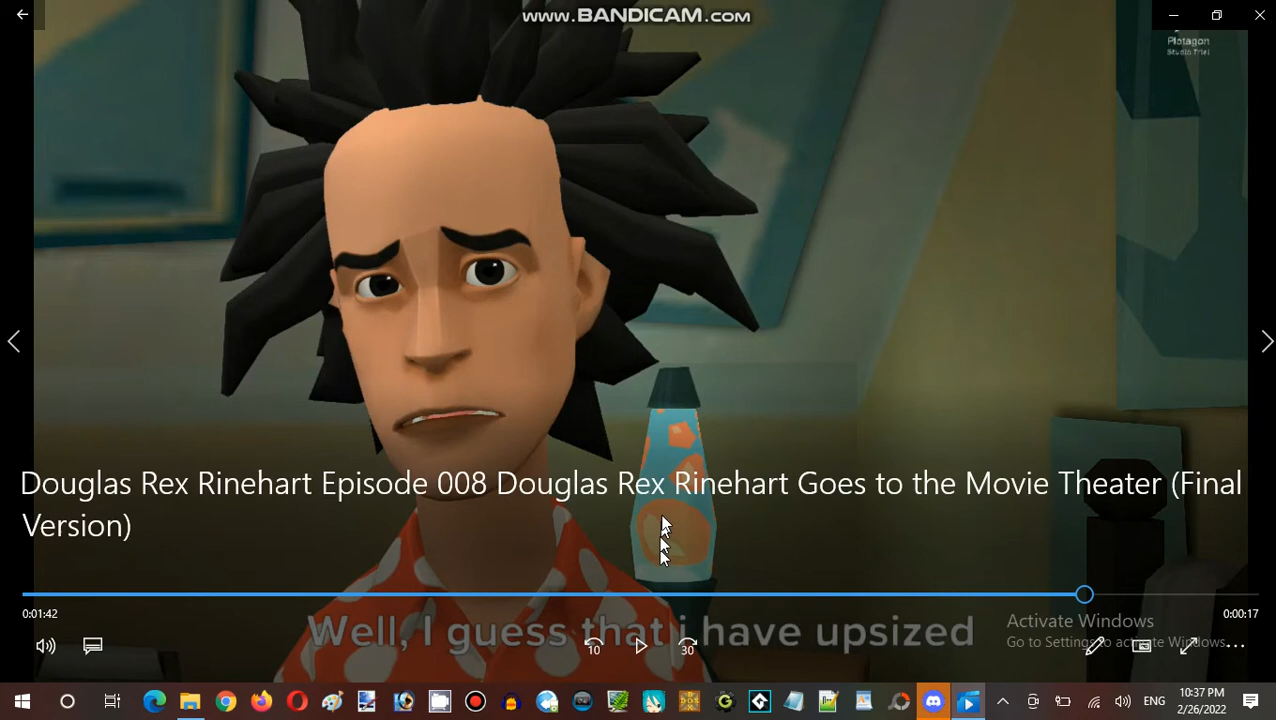 www.BANDICAM.com
Plotagon
Studio Trial
Douglas Rex Rinehart Episode 008 Douglas Rex Rinehart Goes to the Movie Theater (Final
Version)
0:01:42
0:00:17
Activate Windows
Go to Settings to activate Windows.
Well, I guess that i have upsized
10
30
ENG
10:37 PM
2/26/2022